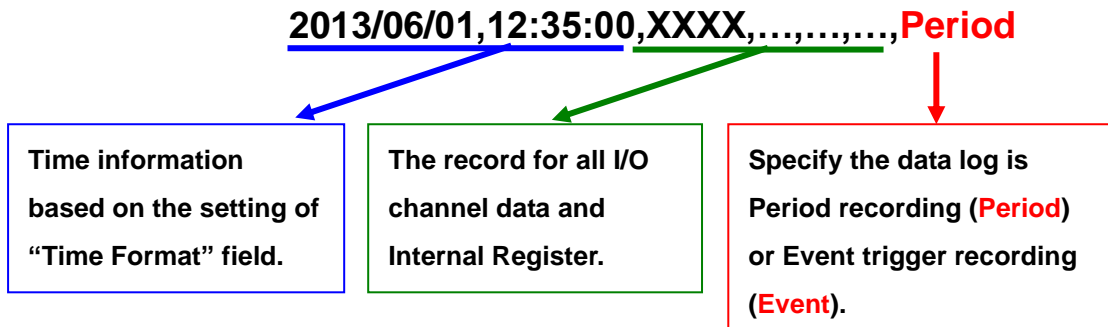 2013/06/01,12:35:00,XXXX,…,…,…,Period
Time information
based on the setting of
“Time Format” field.
The record for all I/O
channel data and
Internal Register.
Specify the data log is
Period recording (Period)
or Event trigger recording
(Event).